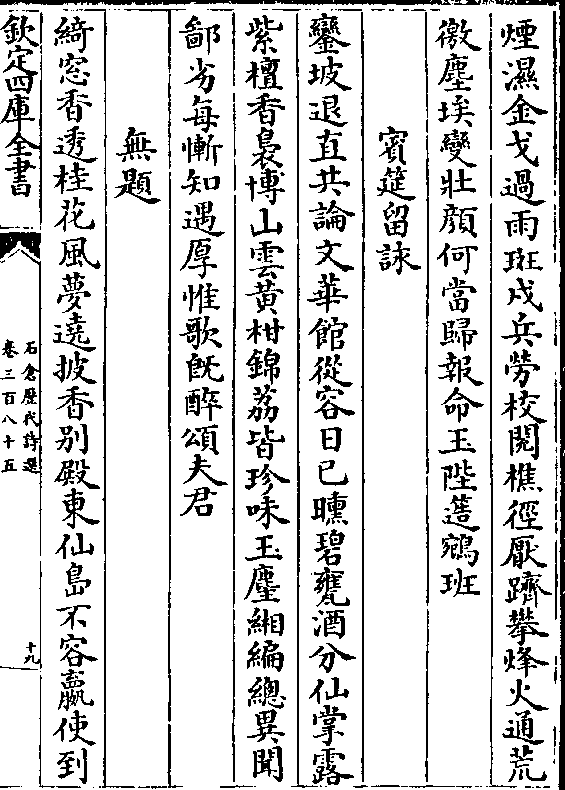 煙濕金戈過雨斑戍兵勞校閱樵徑厭躋攀烽火通荒
徼塵埃變壯顔何當歸報命玉陛簉鵷班
賓筵留詠
鑾坡退直共論文華館從容日已曛碧甕酒分仙掌露
紫檀香裊博山雲黄柑錦荔皆珍味玉麈緗編總異聞
鄙劣每慚知遇厚惟歌既醉頌夫君
無題
綺窓香透桂花風夢遶披香别殿東仙島不容嬴使到
欽定四庫全書
石倉歷代詩選
卷三百八十五
十九